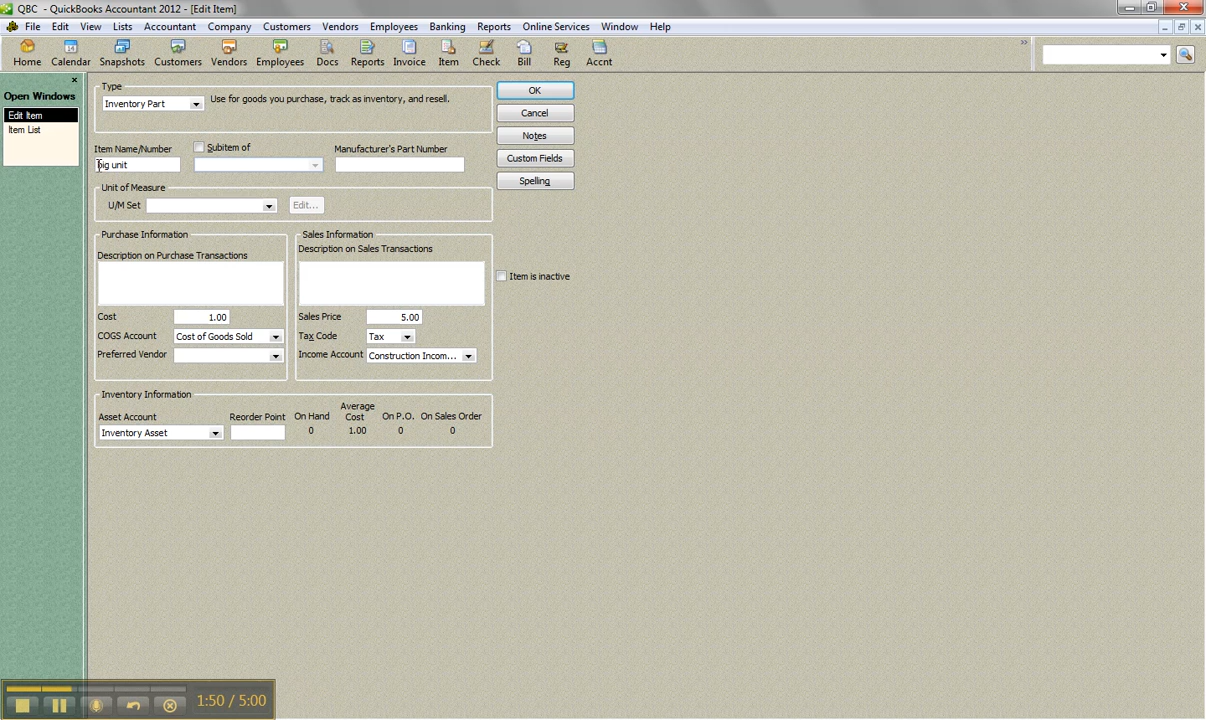 QBC - QuickBooks Accountant 2012 - [Edit Item]
File Edit View Lists Accountant Company Customers Vendors Employees Banking Reports Online Services Window Help
Home Calendar Snapshots Customers Vendors Employees Docs Reports Invoice Item Check Bill Reg Accnt
Open Windows
Edit Item
Item List
Type
Inventory Part
Use for goods you purchase, track as inventory, and resell.
OK
Cancel
Notes
Custom Fields
Spelling
Item Name/Number
Subitem of
Manufacturer's Part Number
big unit
Unit of Measure
U/M Set
Edit...
Purchase Information
Description on Purchase Transactions
Cost 1.00
COGS Account Cost of Goods Sold
Preferred Vendor
Sales Information
Description on Sales Transactions
Sales Price 5.00
Tax Code Tax
Income Account Construction Incom...
Item is inactive
Inventory Information
Asset Account
Inventory Asset
Reorder Point
On Hand
0
Average
Cost
1.00
On P.O.
0
On Sales Order
0
1:50 / 5:00